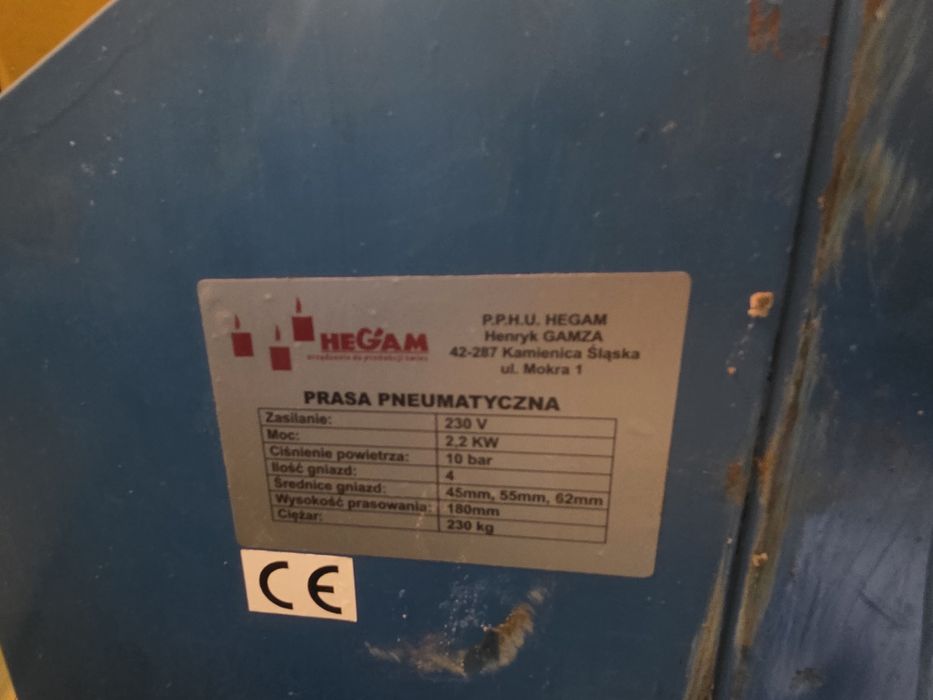 HEGAM
urządzenia do produkcji świec
P.P.H.U. HEGAM
Henryk GAMZA
42-287 Kamienica Śląska
ul. Mokra 1
PRASA PNEUMATYCZNA
Zasilanie: 230 V
Moc: 2,2 KW
Ciśnienie powietrza: 10 bar
Ilość gniazd: 4
Średnice gniazd: 45mm, 55mm, 62mm
Wysokość prasowania: 180mm
Ciężar: 230 kg
CE